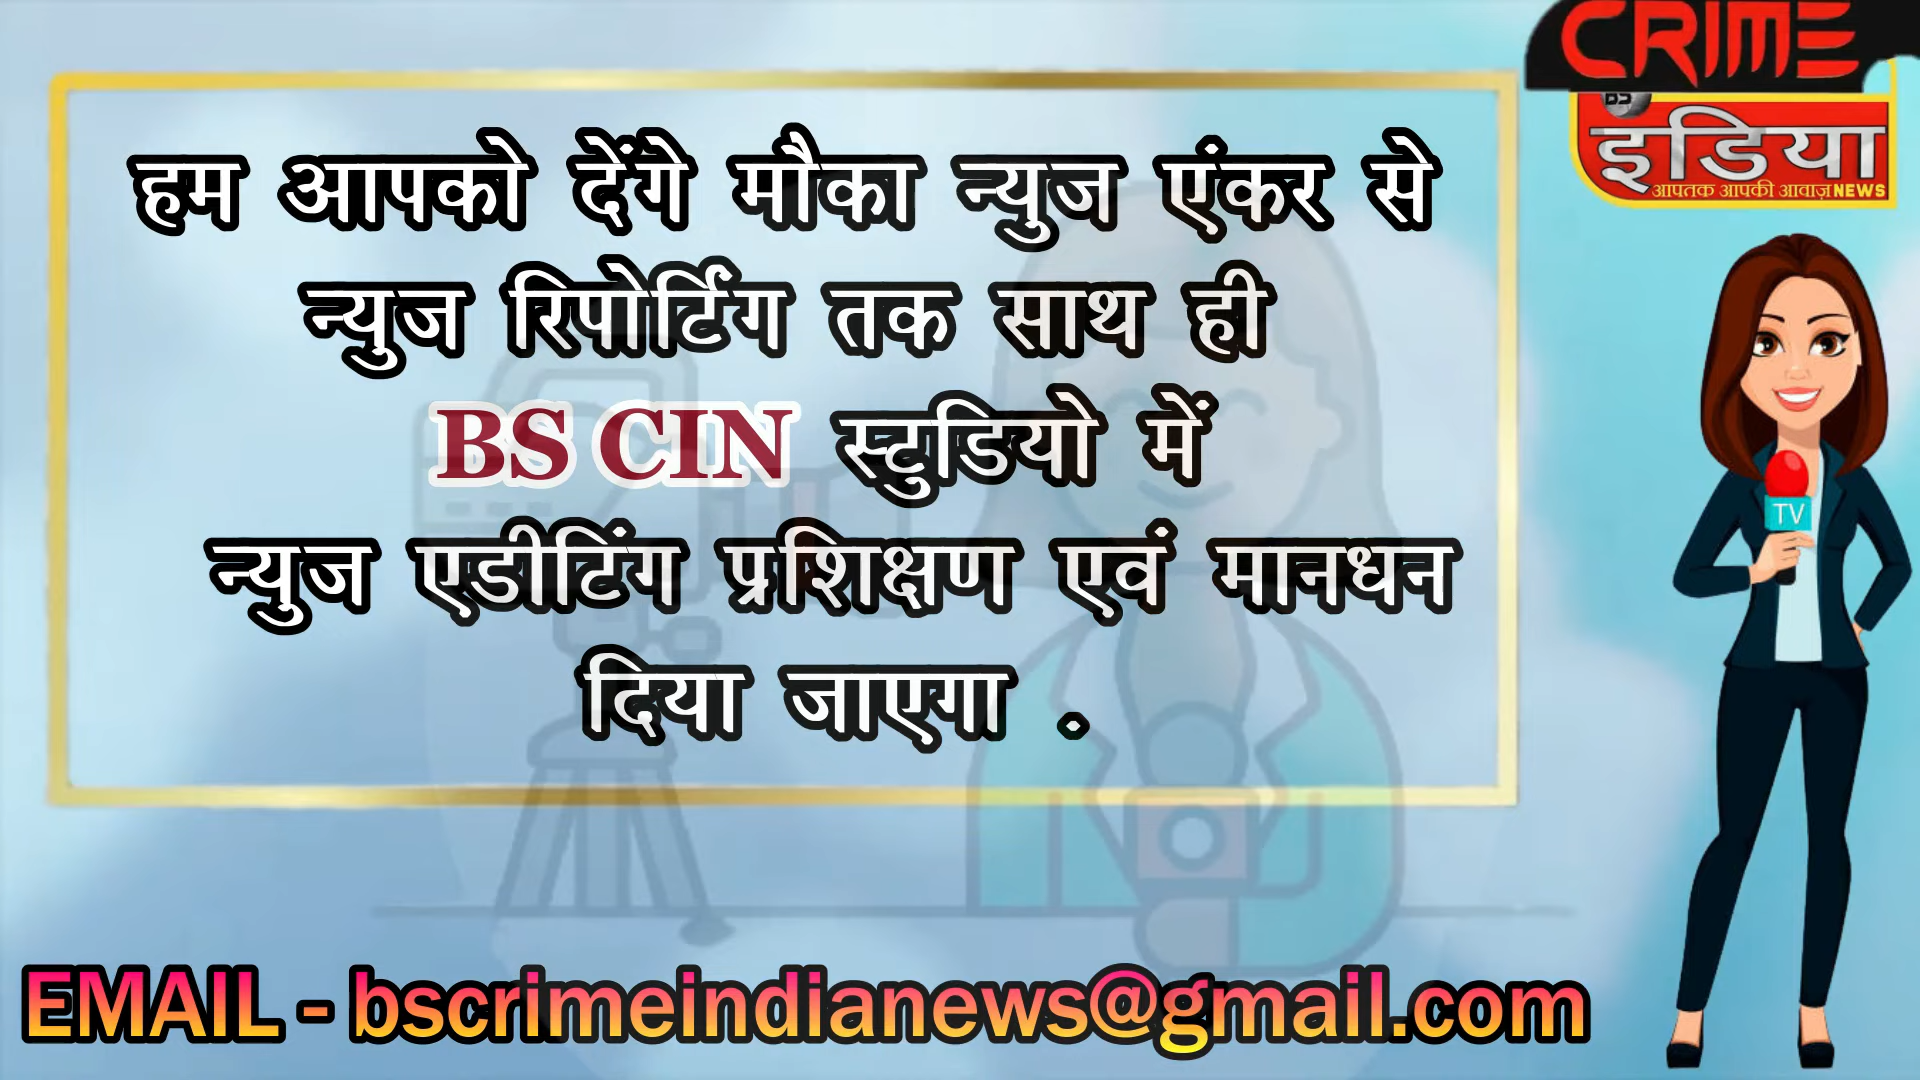 CRIME
BS
इंडिया
आपतक आपकी आवाज़ NEWS
हम आपको देंगे मौका न्युज एंकर से
न्युज रिपोर्टिंग तक साथ ही
BS CIN स्टुडियो में
न्युज एडीटिंग प्रशिक्षण एवं मानधन
दिया जाएगा .
TV
EMAIL - bscrimeindianews@gmail.com